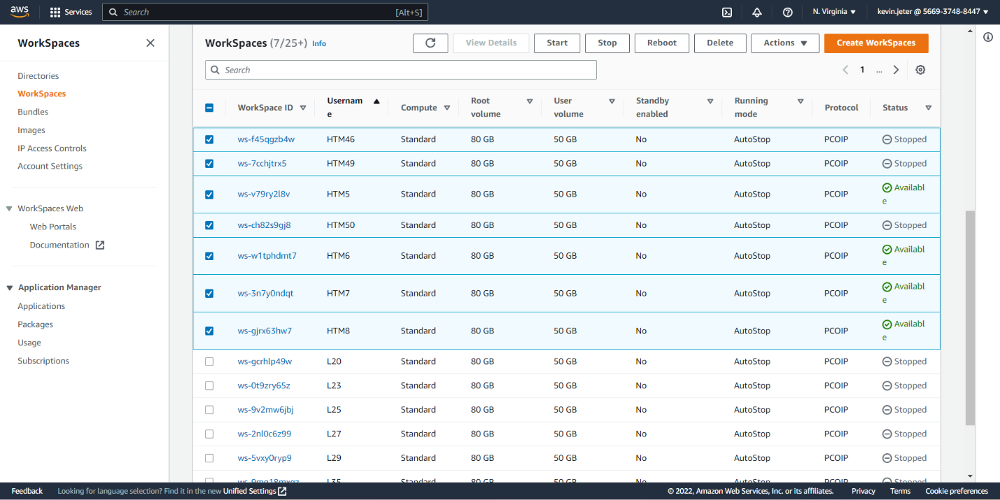 aws Services Search [Alt+S] N. Virginia ▼ kevin.jeter @ 5669-3748-8447 ▼
WorkSpaces
Directories
WorkSpaces
Bundles
Images
IP Access Controls
Account Settings
WorkSpaces Web
Web Portals
Documentation
Application Manager
Applications
Packages
Usage
Subscriptions
WorkSpaces (7/25+) Info View Details Start Stop Reboot Delete Actions ▼ Create WorkSpaces
Search 1 ...
WorkSpace ID Usernam
e Compute Root
volume User
volume Standby
enabled Running
mode Protocol Status
ws-f45qgzb4w HTM46 Standard 80 GB 50 GB No AutoStop PCOIP Stopped
ws-7cchjtrx5 HTM49 Standard 80 GB 50 GB No AutoStop PCOIP Stopped
ws-v79ry2l8v HTM5 Standard 80 GB 50 GB No AutoStop PCOIP Availabl
e
ws-ch82s9gj8 HTM50 Standard 80 GB 50 GB No AutoStop PCOIP Stopped
ws-w1tphdmt7 HTM6 Standard 80 GB 50 GB No AutoStop PCOIP Availabl
e
ws-3n7y0ndqt HTM7 Standard 80 GB 50 GB No AutoStop PCOIP Availabl
e
ws-gjrx63hw7 HTM8 Standard 80 GB 50 GB No AutoStop PCOIP Availabl
e
ws-gcrhlp49w L20 Standard 80 GB 50 GB No AutoStop PCOIP Stopped
ws-0t9zry65z L23 Standard 80 GB 50 GB No AutoStop PCOIP Stopped
ws-9v2mw6jbj L25 Standard 80 GB 50 GB No AutoStop PCOIP Stopped
ws-2nl0c6z99 L27 Standard 80 GB 50 GB No AutoStop PCOIP Stopped
ws-5vxy0ryp9 L29 Standard 80 GB 50 GB No AutoStop PCOIP Stopped
L35 Standard 80 GB 50 GB No AutoStop PCOIP Stopped
Feedback Looking for language selection? Find it in the new Unified Settings © 2022, Amazon Web Services, Inc. or its affiliates. Privacy Terms Cookie preferences